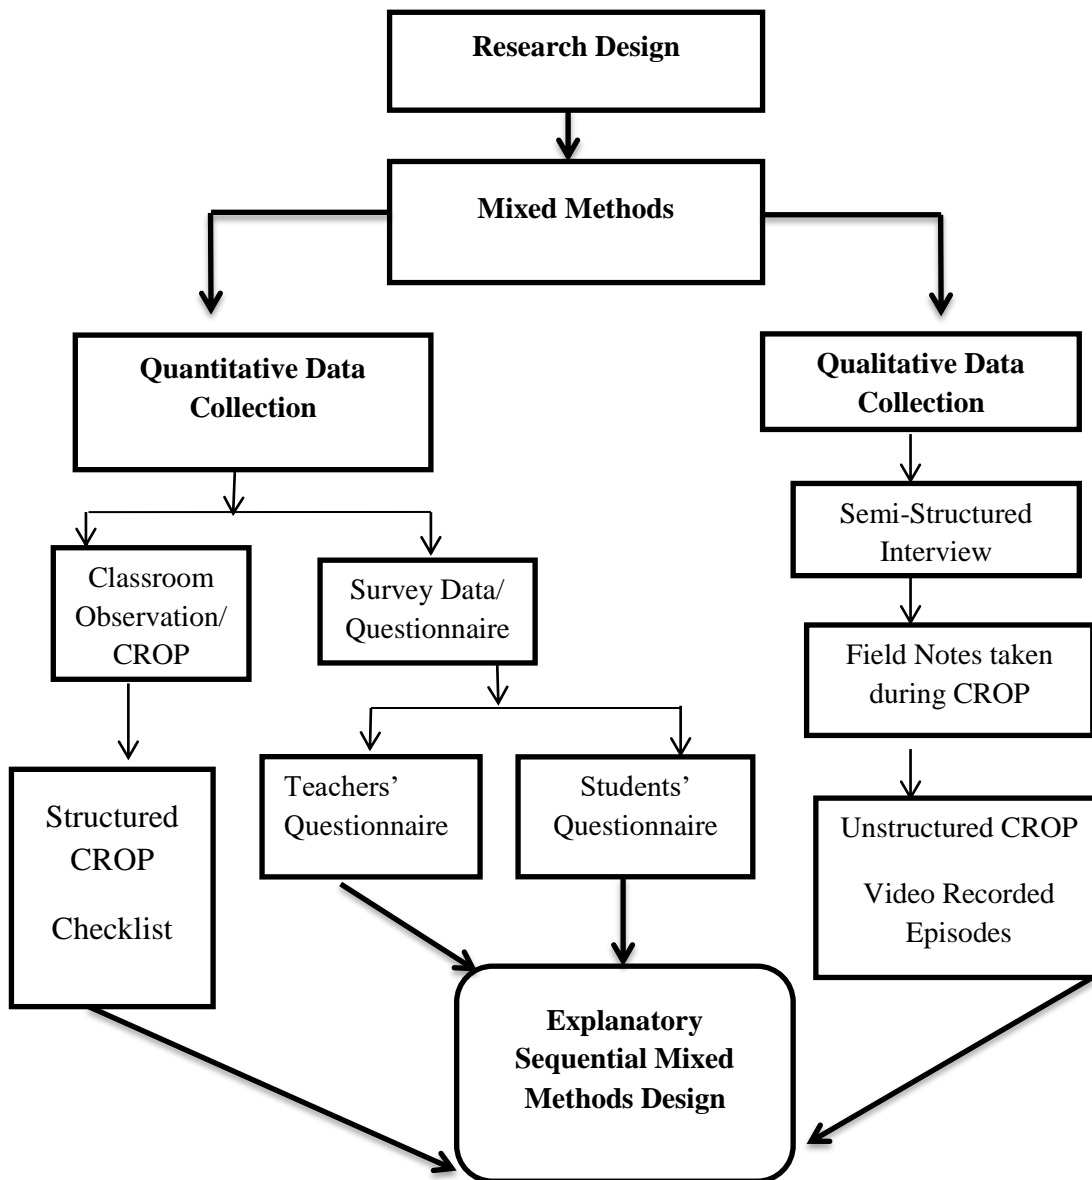 Research Design
Mixed Methods
Quantitative Data
Collection
Qualitative Data
Collection
Classroom
Observation/
CROP
Survey Data/
Questionnaire
Semi-Structured
Interview
Field Notes taken
during CROP
Structured
CROP
Checklist
Teachers’
Questionnaire
Students’
Questionnaire
Unstructured CROP
Video Recorded
Episodes
Explanatory
Sequential Mixed
Methods Design